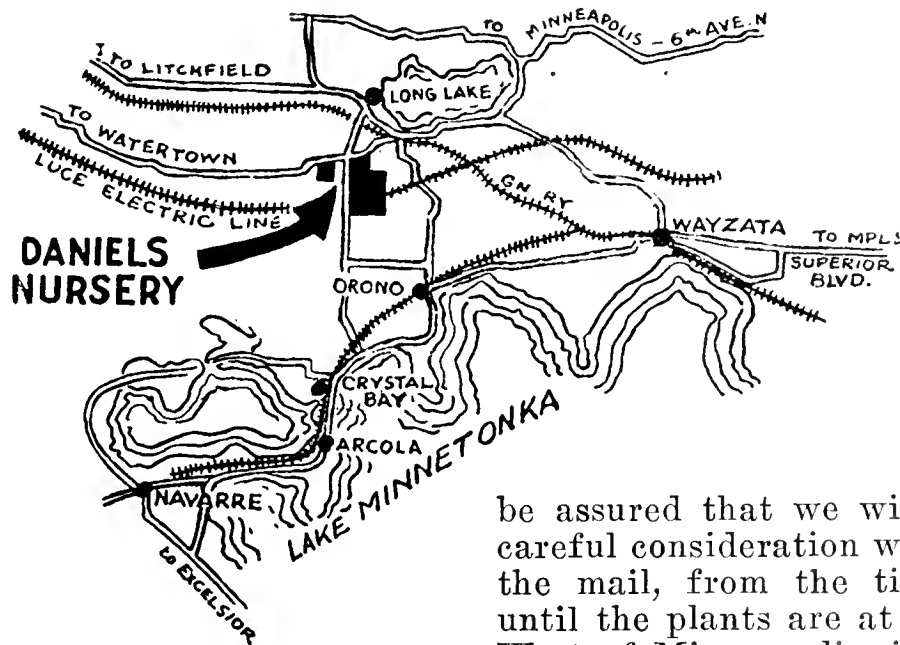 TO
MINNEAPOLIS - 6TH AVE. N
TO LITCHFIELD
LONG LAKE
TO WATERTOWN
LUCE ELECTRIC LINE
GN RY
WAYZATA
TO MPLS
SUPERIOR
BLVD.
DANIELS
NURSERY
ORONO
CRYSTAL
BAY
ARCOLA
NAVARRE
LAKE MINNETONKA
to EXCELSIOR
be assured that we wi
careful consideration w
the mail, from the ti
until the plants are at